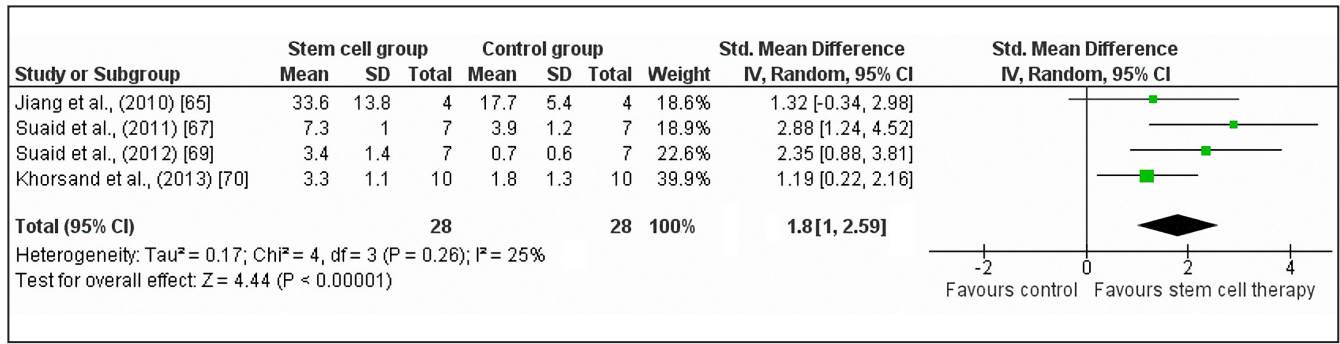 Stem cell group Control group Std. Mean Difference Std. Mean Difference
Study or Subgroup Mean SD Total Mean SD Total Weight IV, Random, 95% CI IV, Random, 95% CI
Jiang et al., (2010) [65] 33.6 13.8 4 17.7 5.4 4 18.6% 1.32 [-0.34, 2.98]
Suaid et al., (2011) [67] 7.3 1 7 3.9 1.2 7 18.9% 2.88 [1.24, 4.52]
Suaid et al., (2012) [69] 3.4 1.4 7 0.7 0.6 7 22.6% 2.35 [0.88, 3.81]
Khorsand et al., (2013) [70] 3.3 1.1 10 1.8 1.3 10 39.9% 1.19 [0.22, 2.16]
Total (95% CI) 28 28 100% 1.8[1, 2.59]
Heterogeneity: Tau² = 0.17; Chi² = 4, df = 3 (P = 0.26); I² = 25%
Test for overall effect: Z = 4.44 (P < 0.00001)
-2 0 2 4
Favours control Favours stem cell therapy